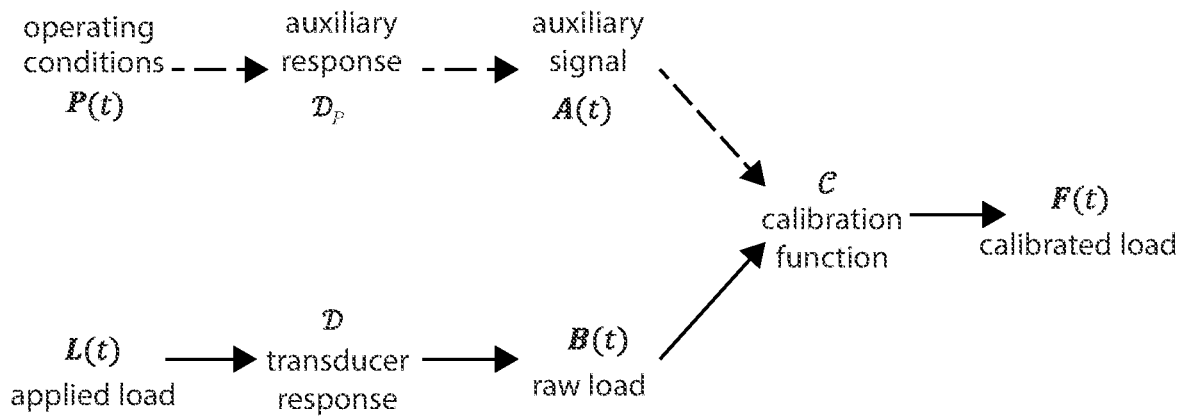 operating
conditions
P(t)
auxiliary
response
𝒟_P
auxiliary
signal
A(t)
𝒞
calibration
function
F(t)
calibrated load
L(t)
applied load
𝒟
transducer
response
B(t)
raw load